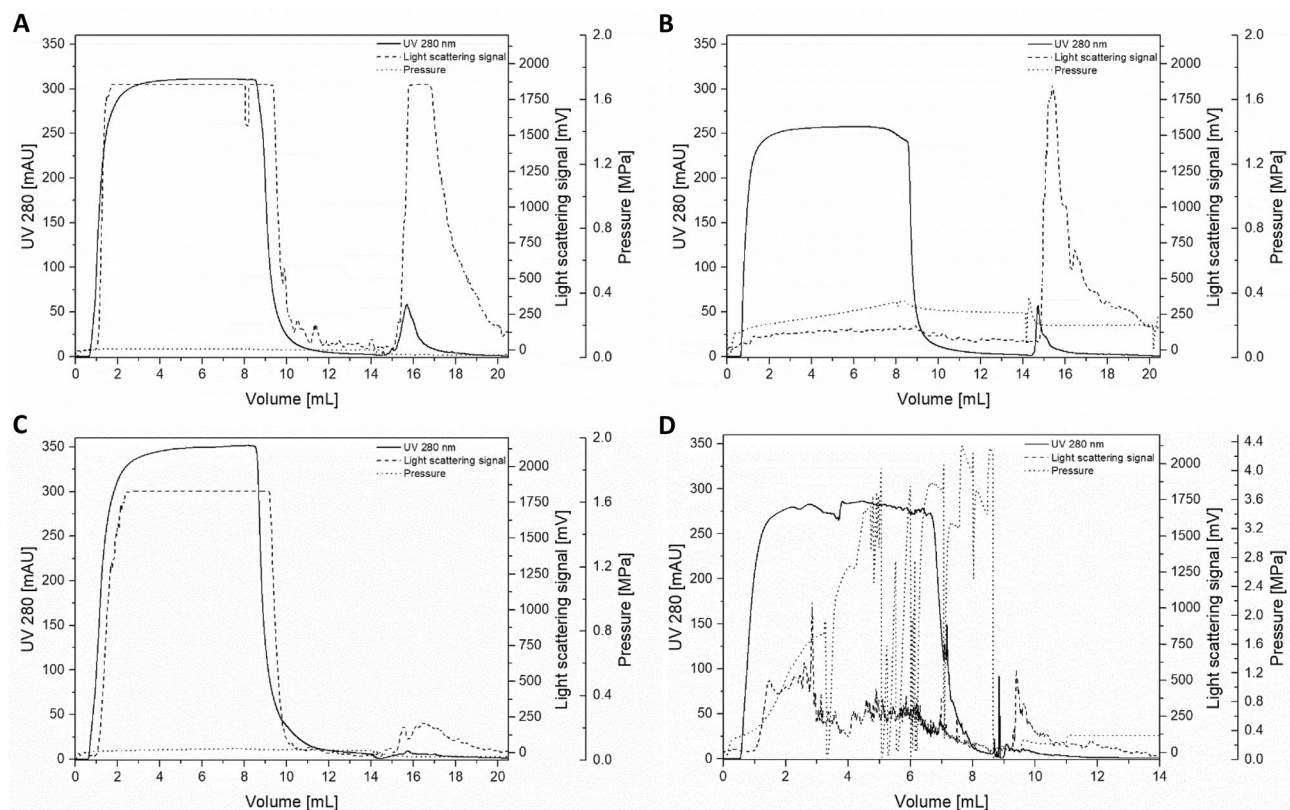 A
UV 280 nm
Light scattering signal
Pressure
UV 280 [mAU]
350
300
250
200
150
100
50
0
0 2 4 6 8 10 12 14 16 18 20
Volume [mL]
2000
1750
1500
1250
1000
750
500
250
0
Light scattering signal [mV]
2.0
1.6
1.2
0.8
0.4
0.0
Pressure [MPa]
B
UV 280 nm
Light scattering signal
Pressure
UV 280 [mAU]
350
300
250
200
150
100
50
0
0 2 4 6 8 10 12 14 16 18 20
Volume [mL]
2000
1750
1500
1250
1000
750
500
250
0
Light scattering signal [mV]
2.0
1.6
1.2
0.8
0.4
0.0
Pressure [MPa]
C
UV 280 nm
Light scattering signal
Pressure
UV 280 [mAU]
350
300
250
200
150
100
50
0
0 2 4 6 8 10 12 14 16 18 20
Volume [mL]
2000
1750
1500
1250
1000
750
500
250
0
Light scattering signal [mV]
2.0
1.6
1.2
0.8
0.4
0.0
Pressure [MPa]
D
UV 280 nm
Light scattering signal
Pressure
UV 280 [mAU]
350
300
250
200
150
100
50
0
0 2 4 6 8 10 12 14
Volume [mL]
2000
1750
1500
1250
1000
750
500
250
0
Light scattering signal [mV]
4.4
4.0
3.6
3.2
2.8
2.4
2.0
1.6
1.2
0.8
0.4
0.0
Pressure [MPa]